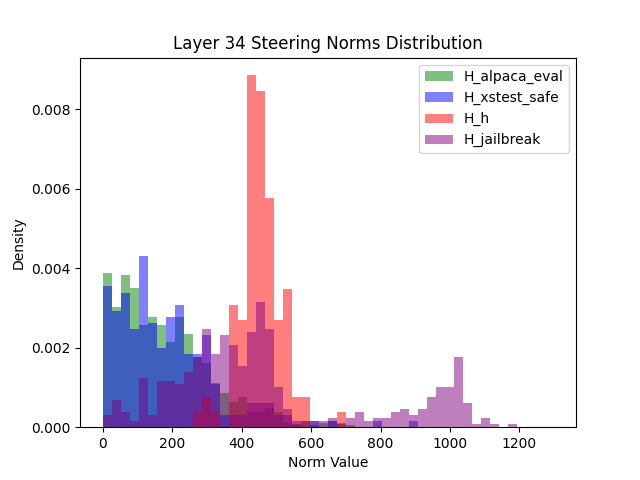 Layer 34 Steering Norms Distribution
H_alpaca_eval
H_xstest_safe
H_h
H_jailbreak
0.008
0.006
0.004
0.002
0.000
Density
0 200 400 600 800 1000 1200
Norm Value